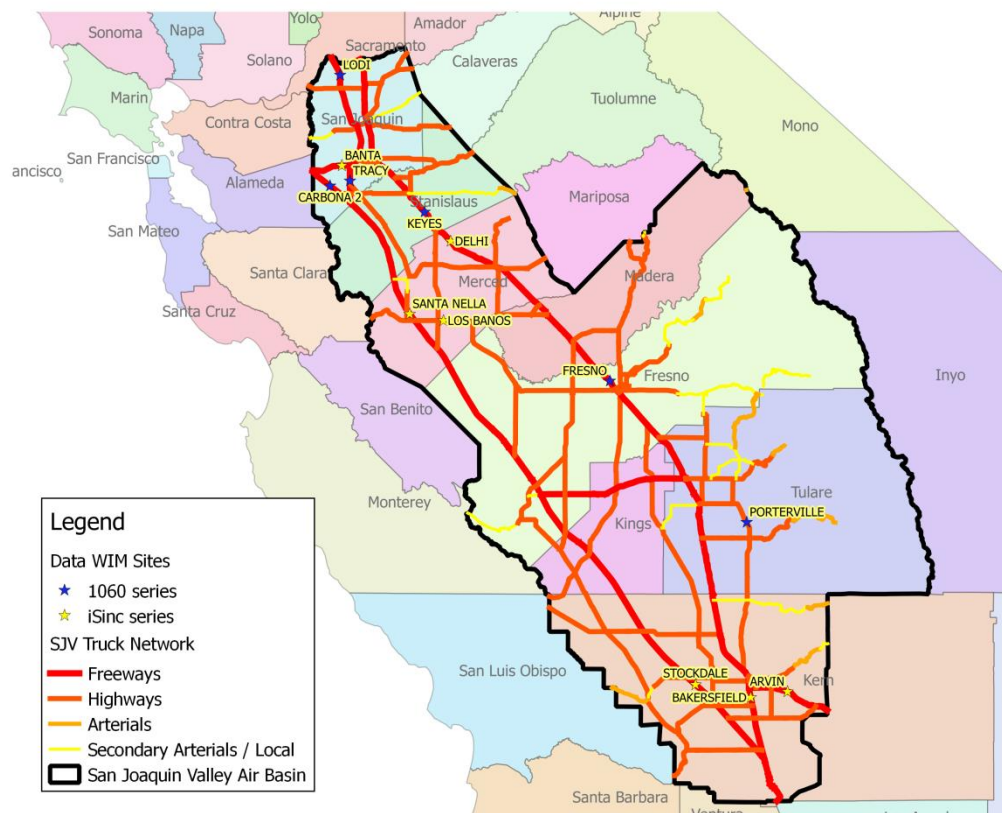 Sonoma
Napa
Yolo
Amador
Alpine
Solano
Sacramento
LODI
Calaveras
Marin
Contra Costa
San Joaquin
Tuolumne
Mono
San Francisco
ancisco
Alameda
BANTA
TRACY
CARBONA 2
Stanislaus
Mariposa
KEYES
San Mateo
DELHI
Santa Clara
Merced
Madera
Santa Cruz
SANTA NELLA
LOS BANOS
FRESNO
Fresno
Inyo
San Benito
Monterey
Tulare
PORTERVILLE
Kings
San Luis Obispo
STOCKDALE
ARVIN
Kern
BAKERSFIELD
Santa Barbara
Legend
Data WIM Sites
1060 series
iSinc series
SJV Truck Network
Freeways
Highways
Arterials
Secondary Arterials / Local
San Joaquin Valley Air Basin
Ventura